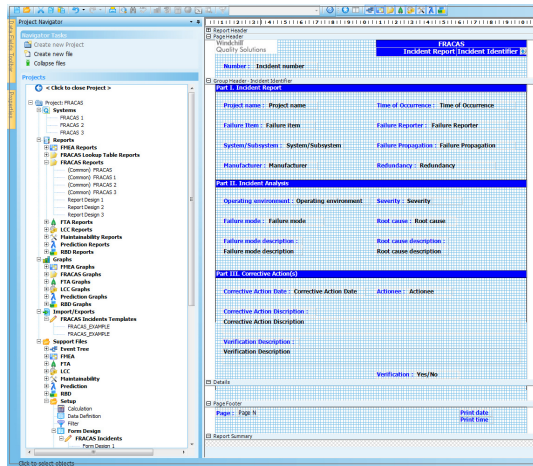 Project Navigator
Navigator Tasks
Create new Project
Create new file
Collapse files
Projects
< Click to close Project >
Project: FRACAS
Systems
FRACAS 1
FRACAS 2
FRACAS 3
Reports
FMEA Reports
FRACAS Lookup Table Reports
FRACAS Reports
(Common) FRACAS
(Common) FRACAS 1
(Common) FRACAS 2
(Common) FRACAS 3
Report Design 1
Report Design 2
Report Design 3
FTA Reports
LCC Reports
Maintainability Reports
Prediction Reports
RBD Reports
Graphs
FMEA Graphs
FRACAS Graphs
FTA Graphs
LCC Graphs
Prediction Graphs
RBD Graphs
Import/Exports
FRACAS Incidents Templates
FRACAS_EXAMPLE
FRACAS_EXAMPLE
Support Files
Event Tree
FMEA
FTA
LCC
Maintainability
Prediction
RBD
Setup
Calculation
Data Definition
Filter
Form Design
FRACAS Incidents
Form Design 1
Click to select objects
Report Header
Page Header
Windchill
Quality Solutions
FRACAS
Incident Report Incident Identifier
Number : Incident number
Group Header - Incident Identifier
Part I. Incident Report
Project name : Project name Time of Occurrence : Time of Occurrence
Failure Item : Failure item Failure Reporter : Failure Reporter
System/Subsystem : System/Subsystem Failure Propagation : Failure Propagation
Manufacturer : Manufacturer Redundancy : Redundancy
Part II. Incident Analysis
Operating environment : Operating environment Severity : Severity
Failure mode : Failure mode Root cause : Root cause
Failure mode description : Root cause description :
Failure mode description Root cause description
Part III. Corrective Action(s)
Corrective Action Date : Corrective Action Date Actionee : Actionee
Corrective Action Discription :
Corrective Action Discription
Verification Description :
Verification Description
Verification : Yes/No
Details
Page Footer
Page : Page N Print date
Print time
Report Summary